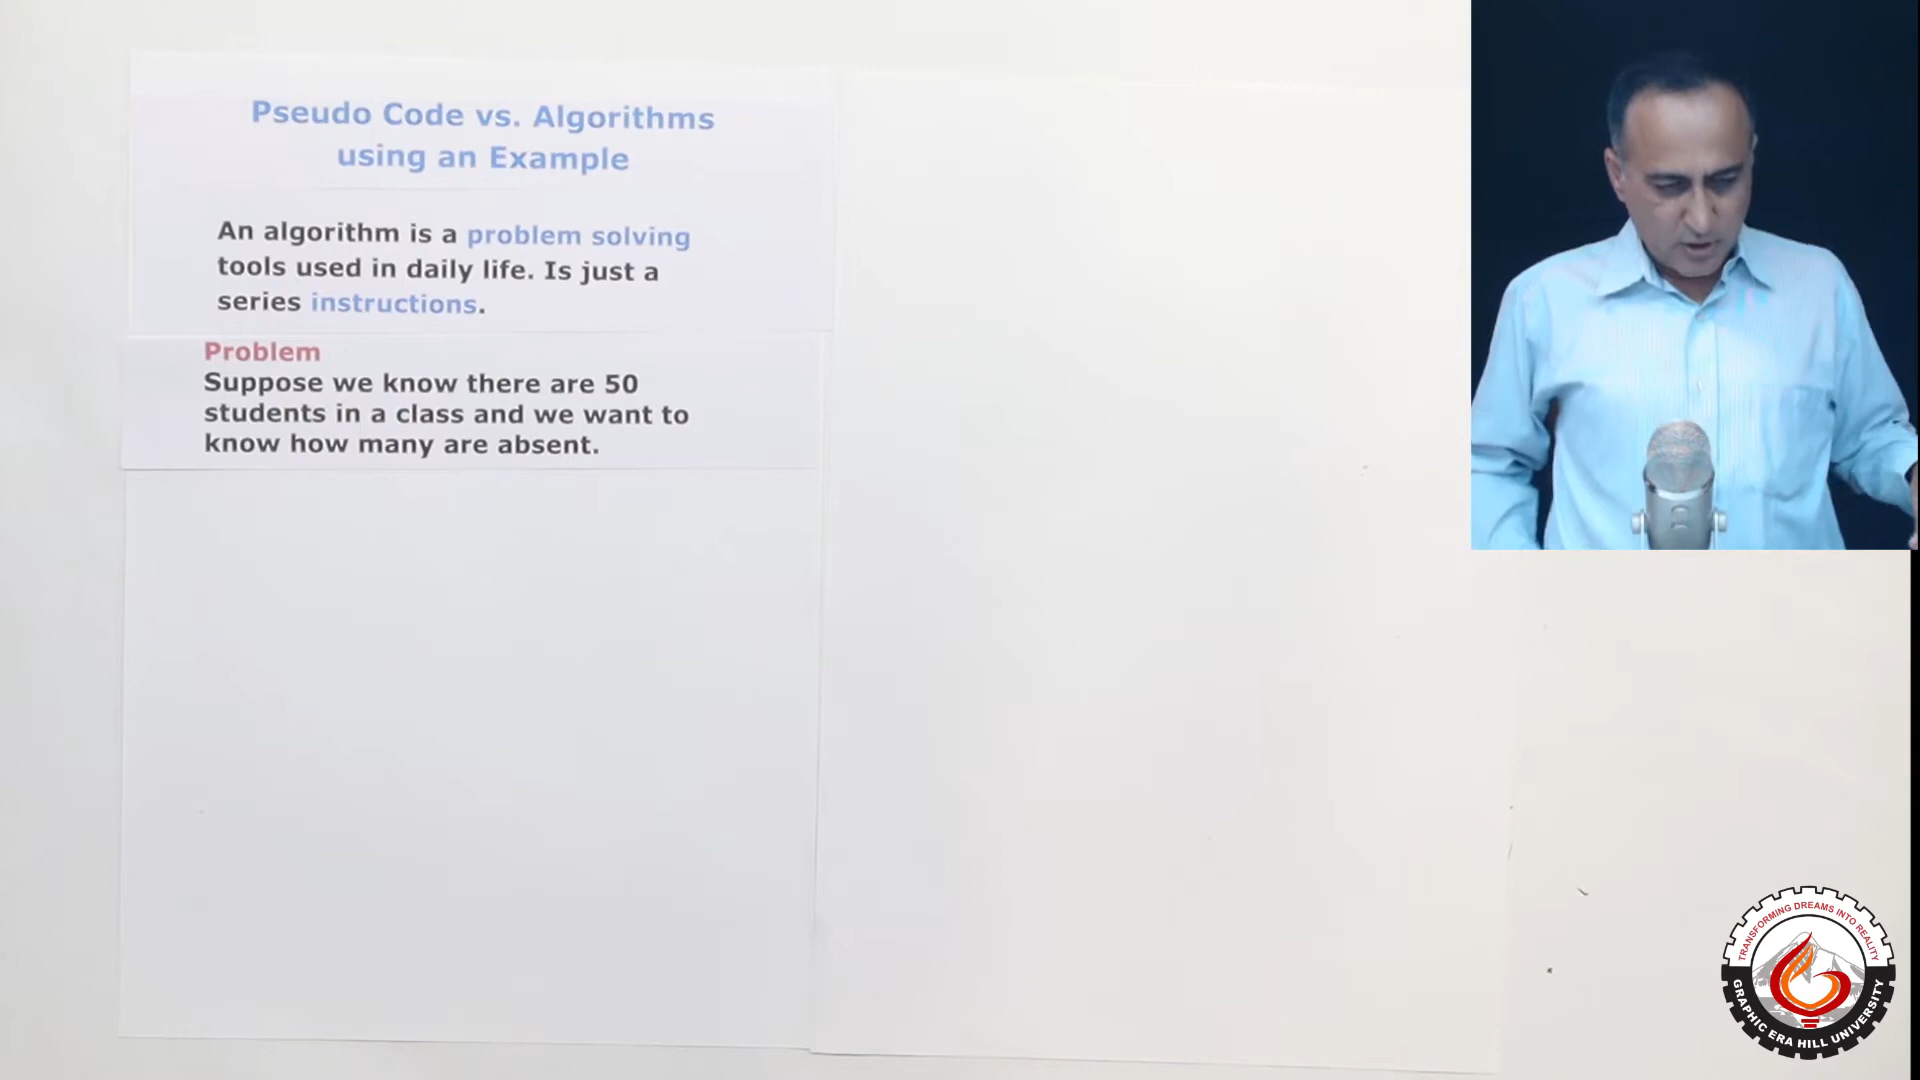 Pseudo Code vs. Algorithms
using an Example
An algorithm is a problem solving
tools used in daily life. Is just a
series instructions.
Problem
Suppose we know there are 50
students in a class and we want to
know how many are absent.
TRANSFORMING DREAMS INTO REALITY
GRAPHIC ERA HILL UNIVERSITY